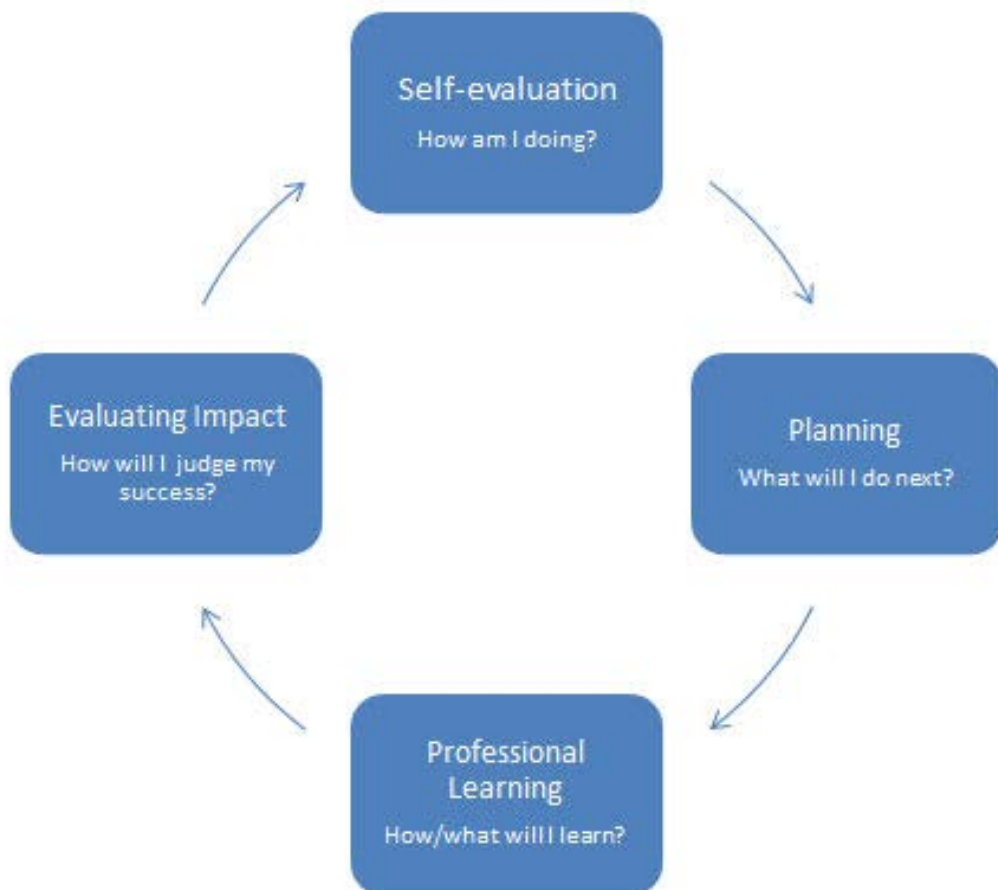 Self-evaluation
How am I doing?
Planning
What will I do next?
Professional
Learning
How/what will I learn?
Evaluating Impact
How will I judge my
success?